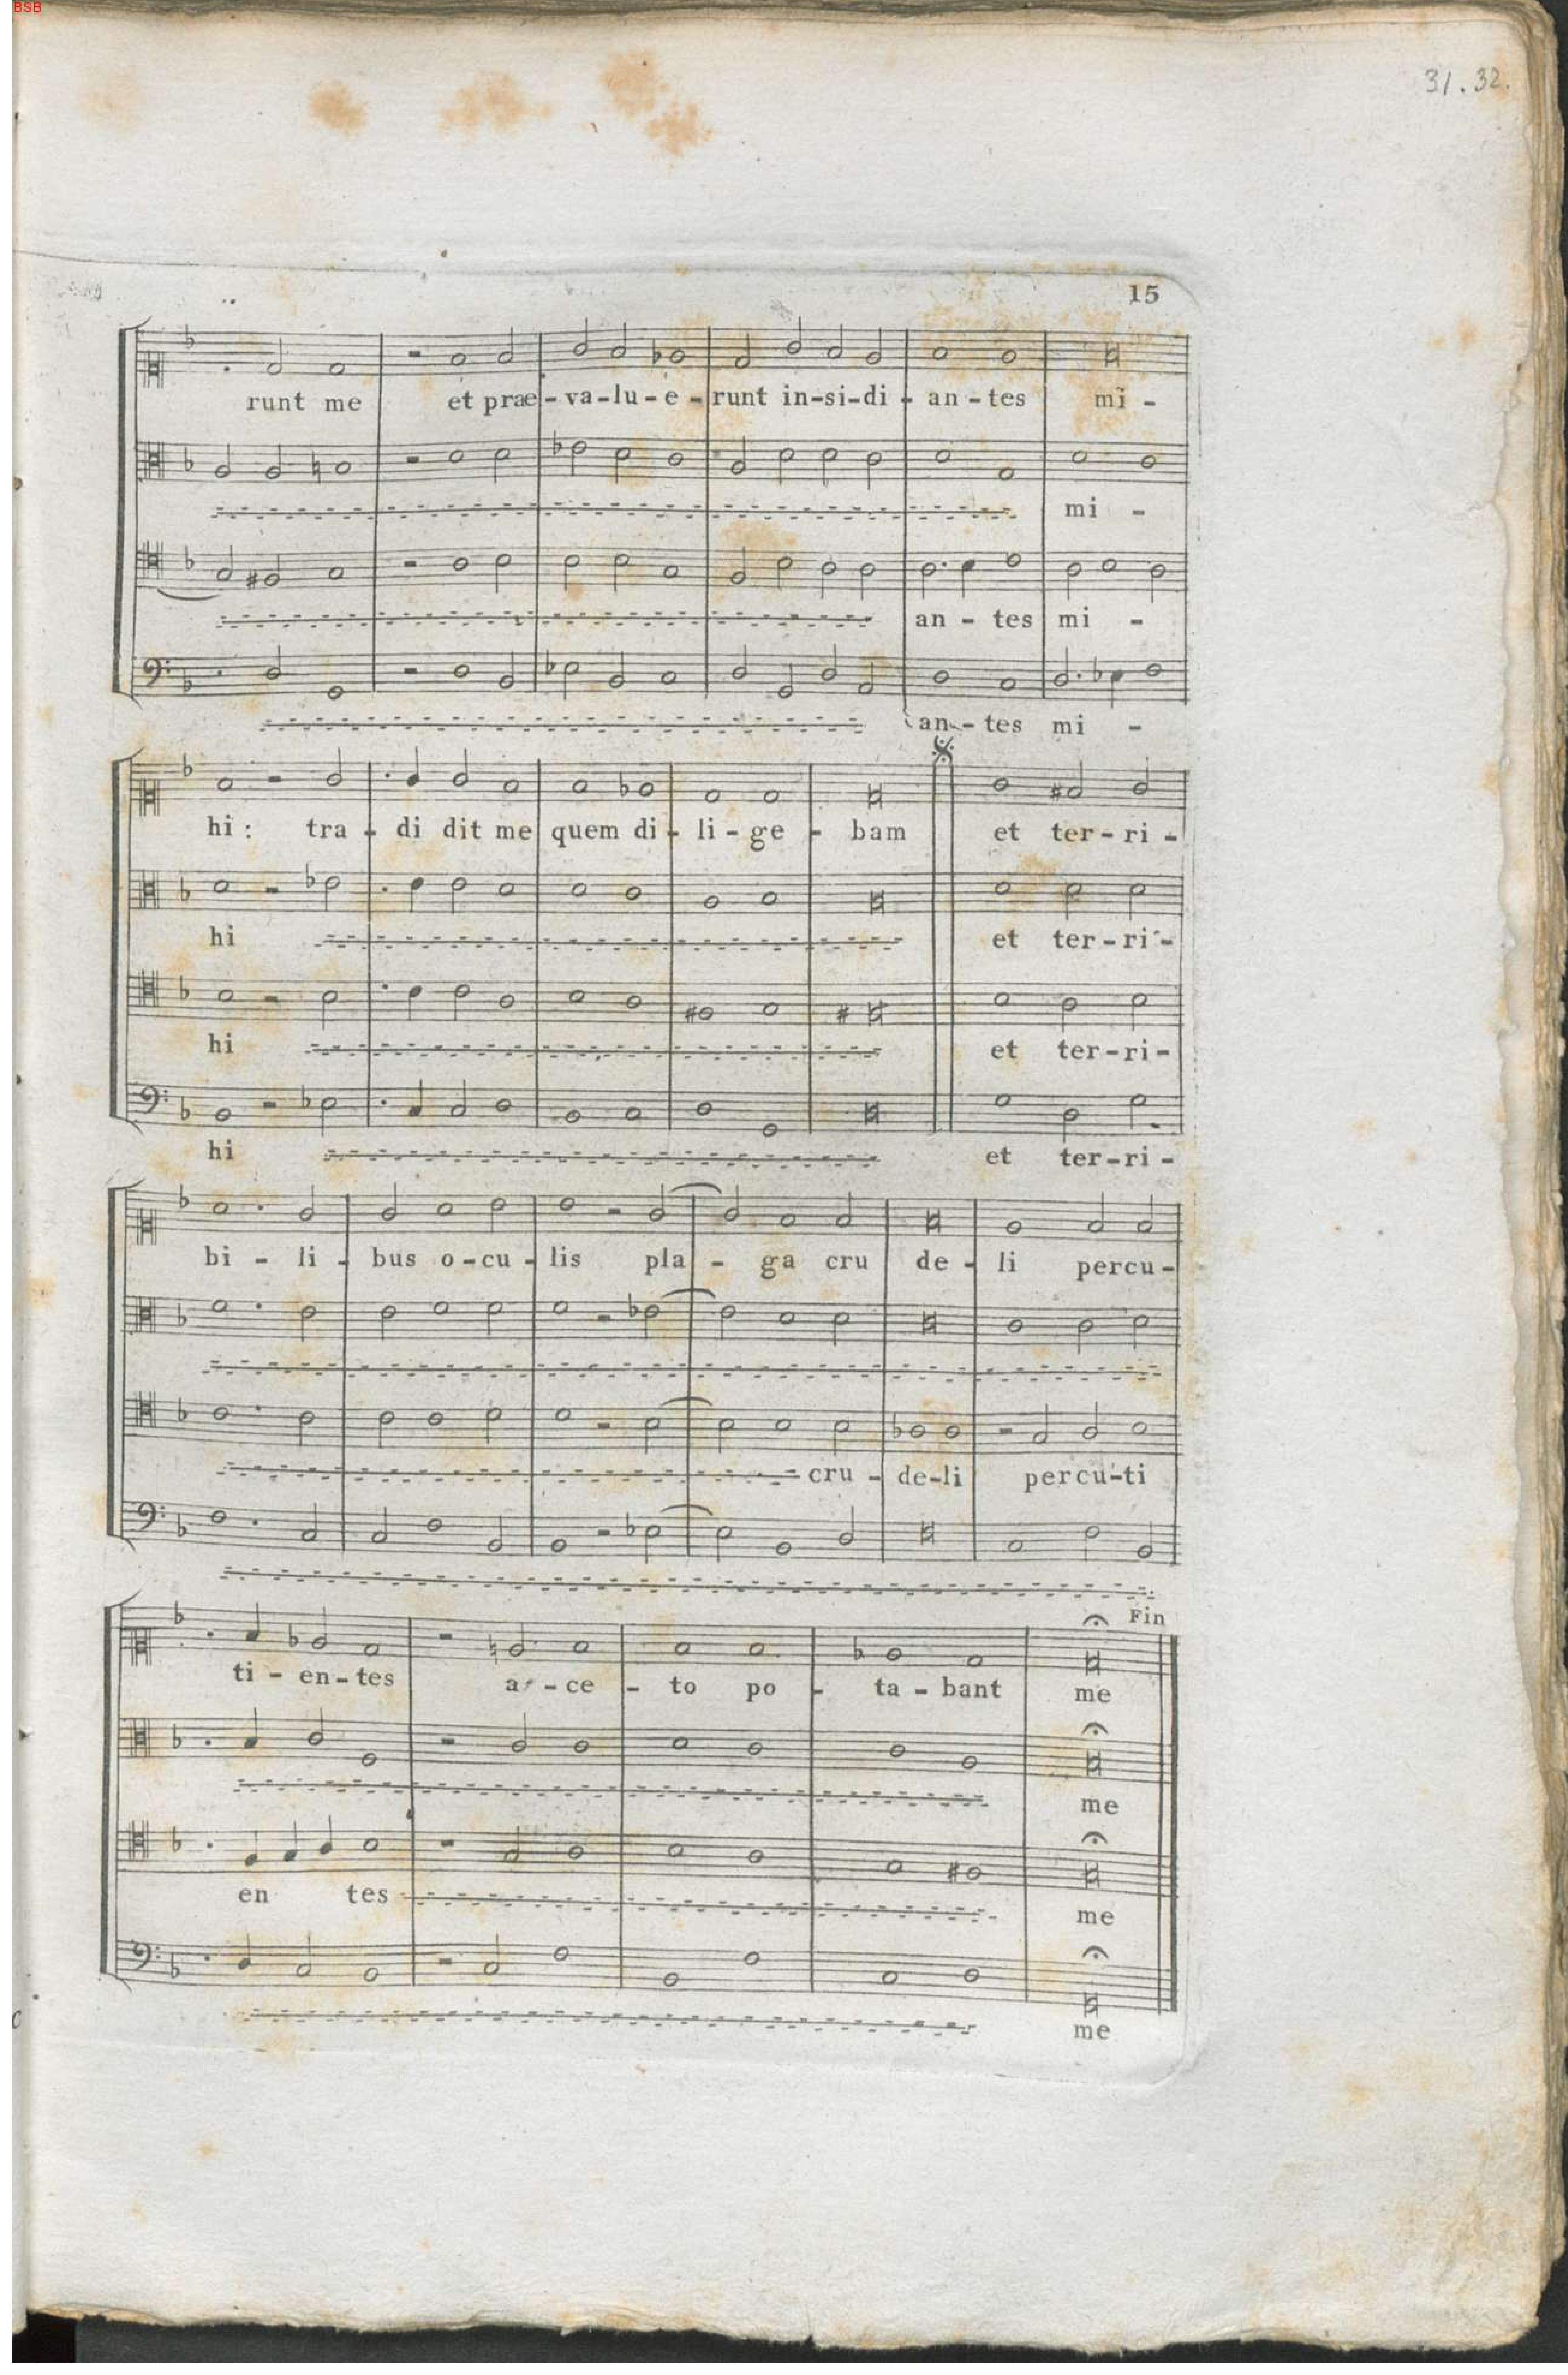 BSB
31.32.
15
runt me et prae-va-lu-e-runt in-si-di-an-tes mi-
mi-
an-tes mi-
an-tes mi-
hi: tra-di dit me quem di-li-ge-bam et ter-ri-
hi et ter-ri-
hi et ter-ri-
hi et ter-ri-
bi-li-bus o-cu-lis pla-ga cru de-li percu-
cru-de-li percu-ti
Fin
ti-en-tes a-ce-to po-ta-bant me
me
en tes me
me